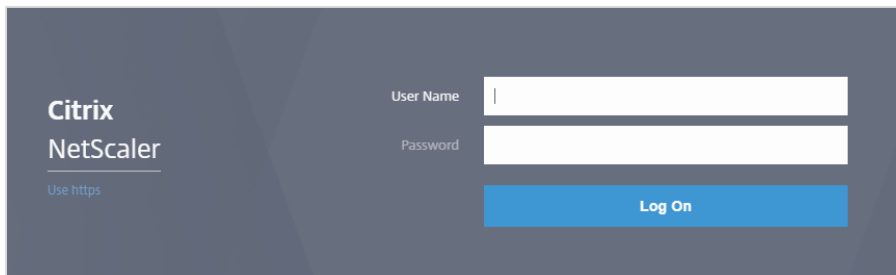 Citrix
NetScaler
Use https
User Name
Password
Log On